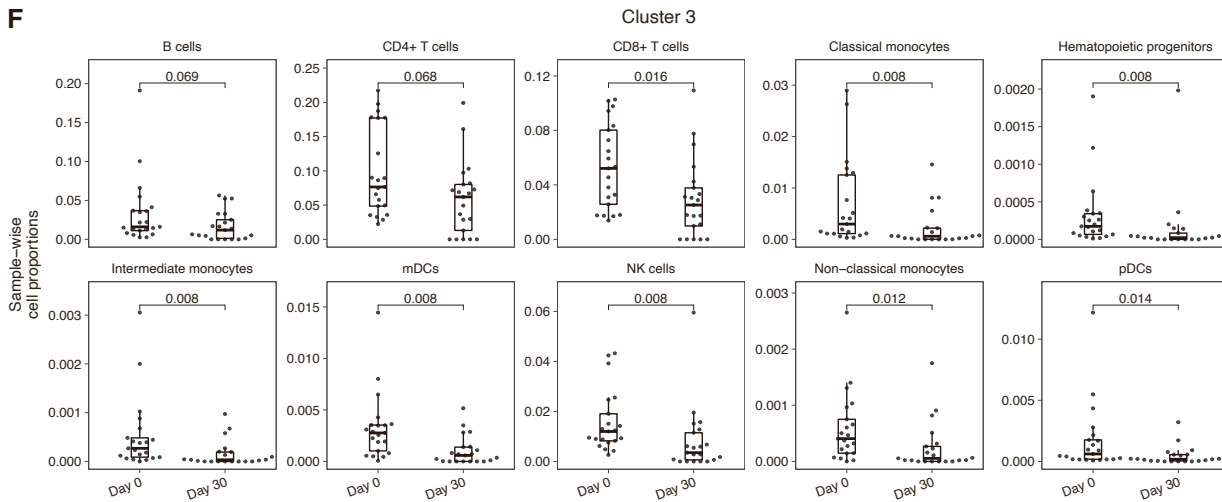 F
Cluster 3
B cells
CD4+ T cells
CD8+ T cells
Classical monocytes
Hematopoietic progenitors
0.20
0.15
0.10
0.05
0.00
0.069
0.25
0.20
0.15
0.10
0.05
0.00
0.068
0.12
0.08
0.04
0.00
0.016
0.03
0.02
0.01
0.00
0.008
0.0020
0.0015
0.0010
0.0005
0.0000
0.008
Sample−wise
cell proportions
Intermediate monocytes
mDCs
NK cells
Non−classical monocytes
pDCs
0.003
0.002
0.001
0.000
0.008
0.015
0.010
0.005
0.000
0.008
0.06
0.04
0.02
0.00
0.008
0.003
0.002
0.001
0.000
0.012
0.010
0.005
0.000
0.014
Day 0
Day 30
Day 0
Day 30
Day 0
Day 30
Day 0
Day 30
Day 0
Day 30